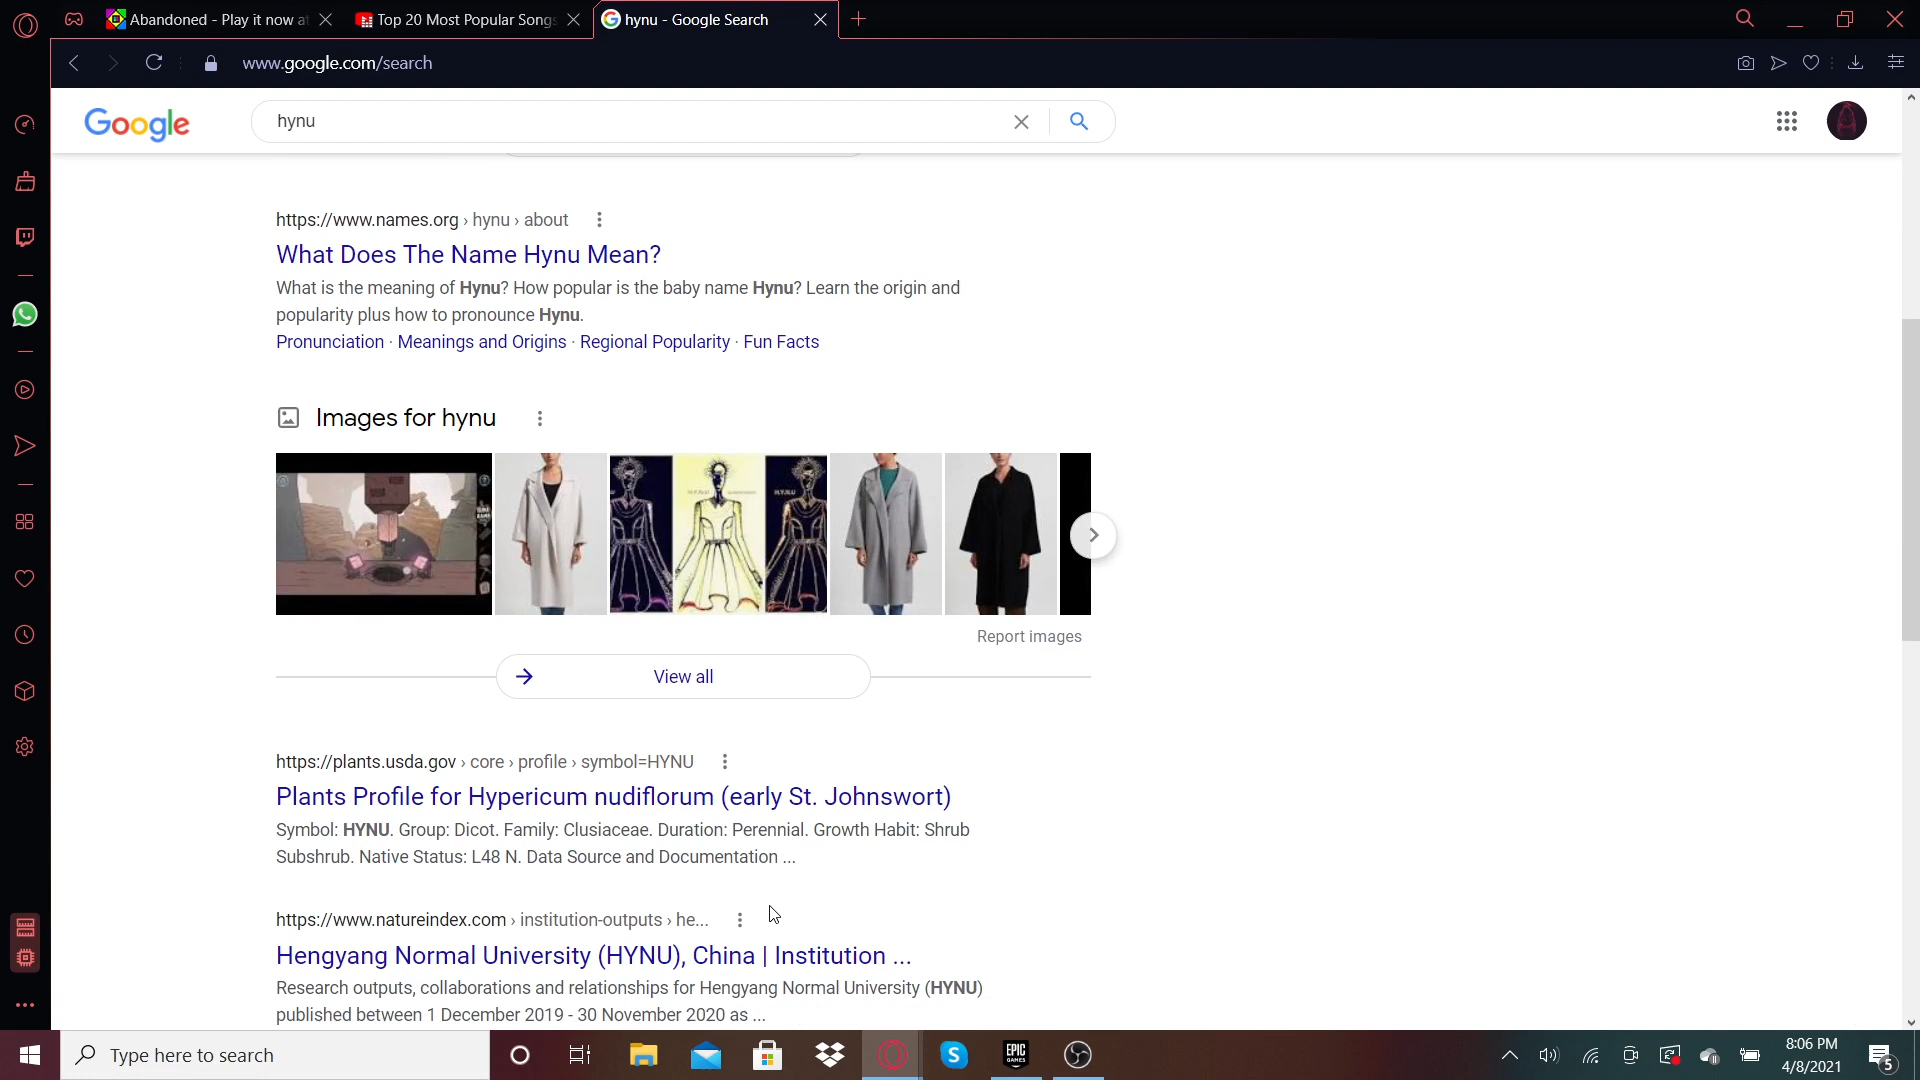 Abandoned - Play it now at
Top 20 Most Popular Songs
hynu - Google Search
www.google.com/search
Google
hynu
https://www.names.org › hynu › about
What Does The Name Hynu Mean?
What is the meaning of Hynu? How popular is the baby name Hynu? Learn the origin and
popularity plus how to pronounce Hynu.
Pronunciation · Meanings and Origins · Regional Popularity · Fun Facts
Images for hynu
Report images
View all
https://plants.usda.gov › core › profile › symbol=HYNU
Plants Profile for Hypericum nudiflorum (early St. Johnswort)
Symbol: HYNU. Group: Dicot. Family: Clusiaceae. Duration: Perennial. Growth Habit: Shrub
Subshrub. Native Status: L48 N. Data Source and Documentation ...
https://www.natureindex.com › institution-outputs › he...
Hengyang Normal University (HYNU), China | Institution ...
Research outputs, collaborations and relationships for Hengyang Normal University (HYNU)
published between 1 December 2019 - 30 November 2020 as ...
Type here to search
EPIC
GAMES
8:06 PM
4/8/2021
5